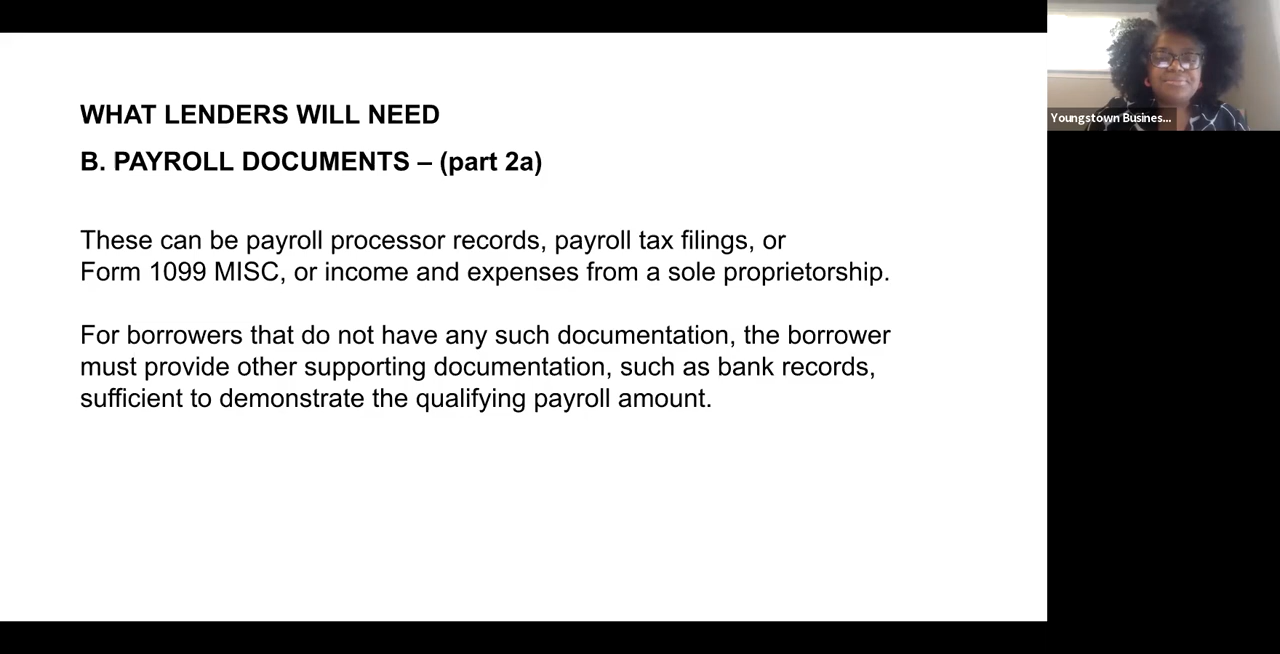 WHAT LENDERS WILL NEED
B. PAYROLL DOCUMENTS – (part 2a)
These can be payroll processor records, payroll tax filings, or
Form 1099 MISC, or income and expenses from a sole proprietorship.
For borrowers that do not have any such documentation, the borrower
must provide other supporting documentation, such as bank records,
sufficient to demonstrate the qualifying payroll amount.
Youngstown Busines...